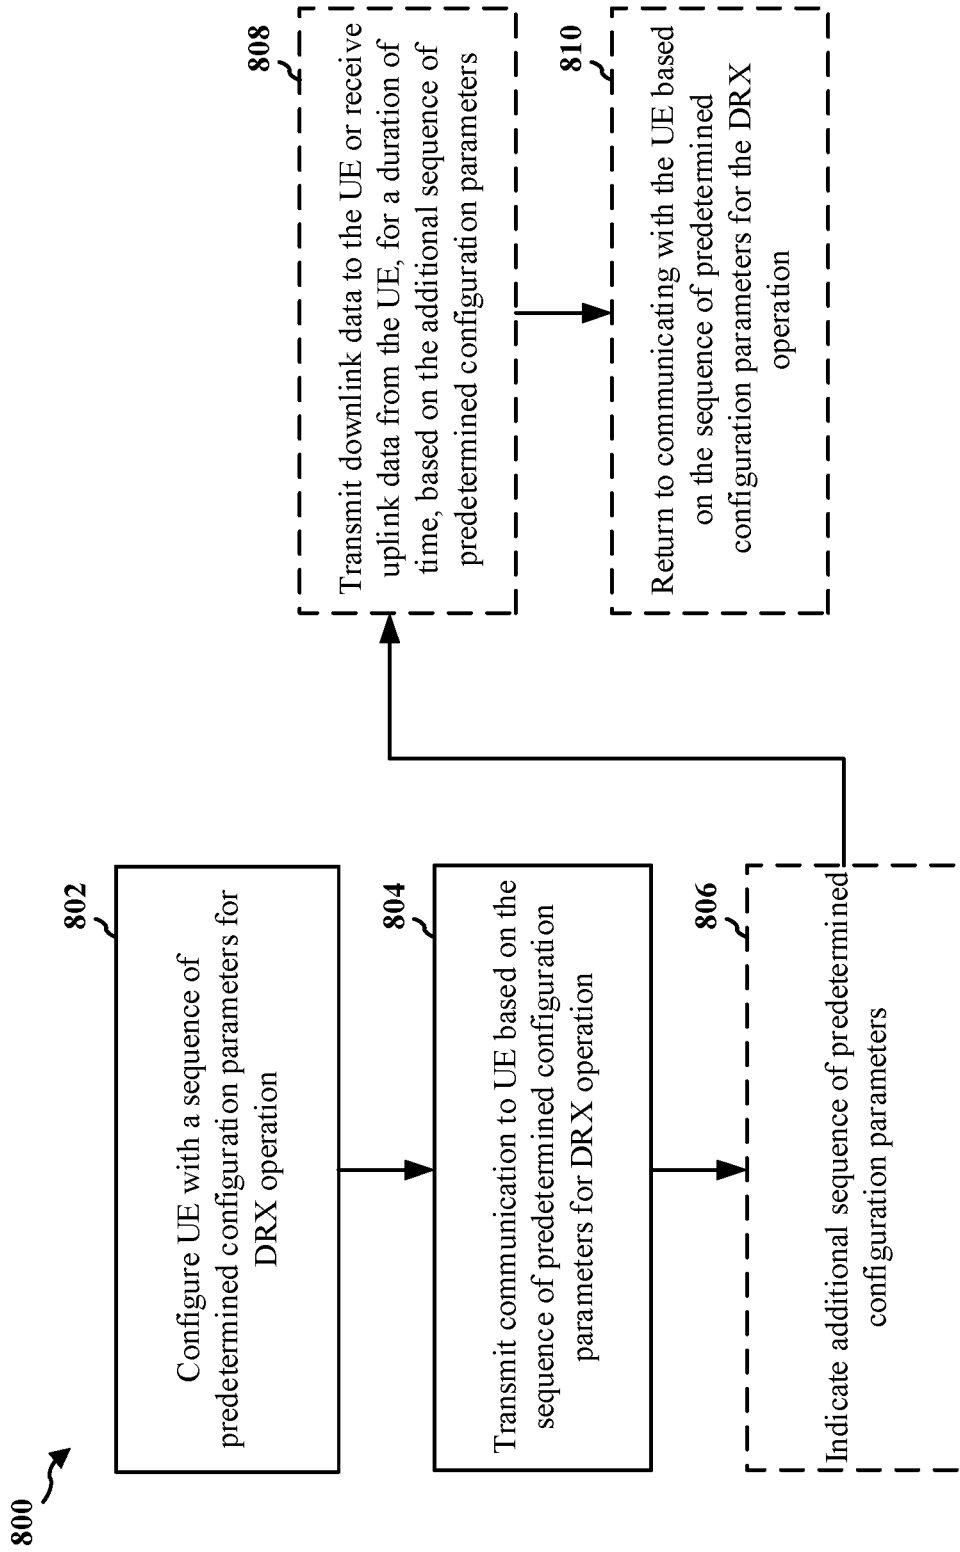 800
802
Configure UE with a sequence of
predetermined configuration parameters for
DRX operation
804
Transmit communication to UE based on the
sequence of predetermined configuration
parameters for DRX operation
806
Indicate additional sequence of predetermined
configuration parameters
808
Transmit downlink data to the UE or receive
uplink data from the UE, for a duration of
time, based on the additional sequence of
predetermined configuration parameters
810
Return to communicating with the UE based
on the sequence of predetermined
configuration parameters for the DRX
operation